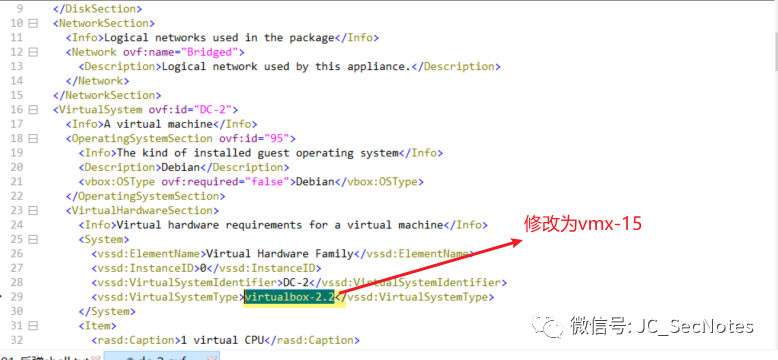 9 </DiskSection>
10 <NetworkSection>
11 <Info>Logical networks used in the package</Info>
12 <Network ovf:name="Bridged">
13 <Description>Logical network used by this appliance.</Description>
14 </Network>
15 </NetworkSection>
16 <VirtualSystem ovf:id="DC-2">
17 <Info>A virtual machine</Info>
18 <OperatingSystemSection ovf:id="95">
19 <Info>The kind of installed guest operating system</Info>
20 <Description>Debian</Description>
21 <vbox:OSType ovf:required="false">Debian</vbox:OSType>
22 </OperatingSystemSection>
23 <VirtualHardwareSection>
24 <Info>Virtual hardware requirements for a virtual machine</Info>
修改为vmx-15
25 <System>
26 <vssd:ElementName>Virtual Hardware Family</vssd:ElementName>
27 <vssd:InstanceID>0</vssd:InstanceID>
28 <vssd:VirtualSystemIdentifier>DC-2</vssd:VirtualSystemIdentifier>
29 <vssd:VirtualSystemType>virtualbox-2.2</vssd:VirtualSystemType>
30 </System>
31 <Item>
微信号: JC_SecNotes
32 <rasd:Caption>1 virtual CPU</rasd:Caption>